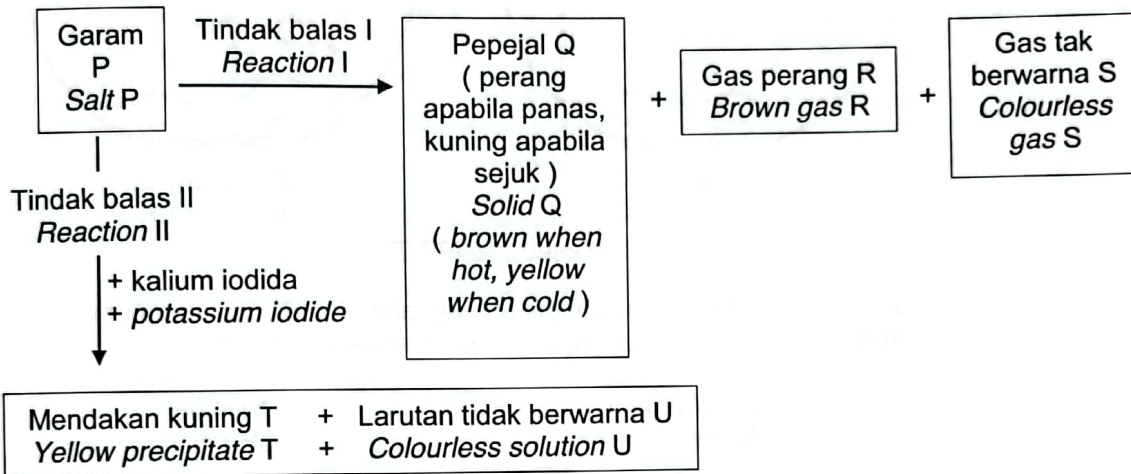 Garam
P
Salt P
Tindak balas I
Reaction I
Pepejal Q
( perang
apabila panas,
kuning apabila
sejuk )
Solid Q
( brown when
hot, yellow
when cold )
+
Gas perang R
Brown gas R
+
Gas tak
berwarna S
Colourless
gas S
Tindak balas II
Reaction II
+ kalium iodida
+ potassium iodide
Mendakan kuning T + Larutan tidak berwarna U
Yellow precipitate T + Colourless solution U